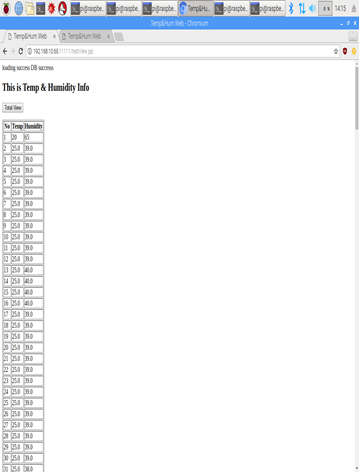 pi@raspbe... pi@raspbe... pi@raspbe... Temp&Hu... pi@raspbe... pi@raspbe... 14:15
Temp&Hum Web - Chromium
Temp&Hum Web × Temp&Hum Web ×
loading success DB successs
This is Temp & Humidity Info
Total View
No Temp Humidity
1 20 65
2 25.0 39.0
3 25.0 39.0
4 25.0 39.0
5 25.0 39.0
6 25.0 39.0
7 25.0 39.0
8 25.0 39.0
9 25.0 39.0
10 25.0 39.0
11 25.0 39.0
12 25.0 39.0
13 25.0 40.0
14 25.0 40.0
15 25.0 40.0
16 25.0 40.0
17 25.0 39.0
18 25.0 39.0
19 25.0 39.0
20 25.0 39.0
21 25.0 39.0
22 25.0 39.0
23 25.0 39.0
24 25.0 39.0
25 25.0 39.0
26 25.0 39.0
27 25.0 39.0
28 25.0 39.0
29 25.0 39.0
30 25.0 39.0
31 25.0 38.0